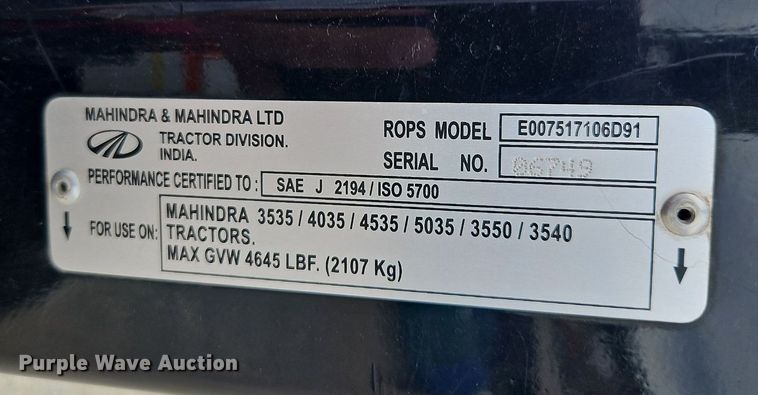 MAHINDRA & MAHINDRA LTD
TRACTOR DIVISION.
INDIA.
ROPS MODEL E007517106D91
SERIAL NO. 06749
PERFORMANCE CERTIFIED TO : SAE J 2194 / ISO 5700
FOR USE ON: MAHINDRA 3535 / 4035 / 4535 / 5035 / 3550 / 3540
TRACTORS.
MAX GVW 4645 LBF. (2107 Kg)
Purple Wave Auction